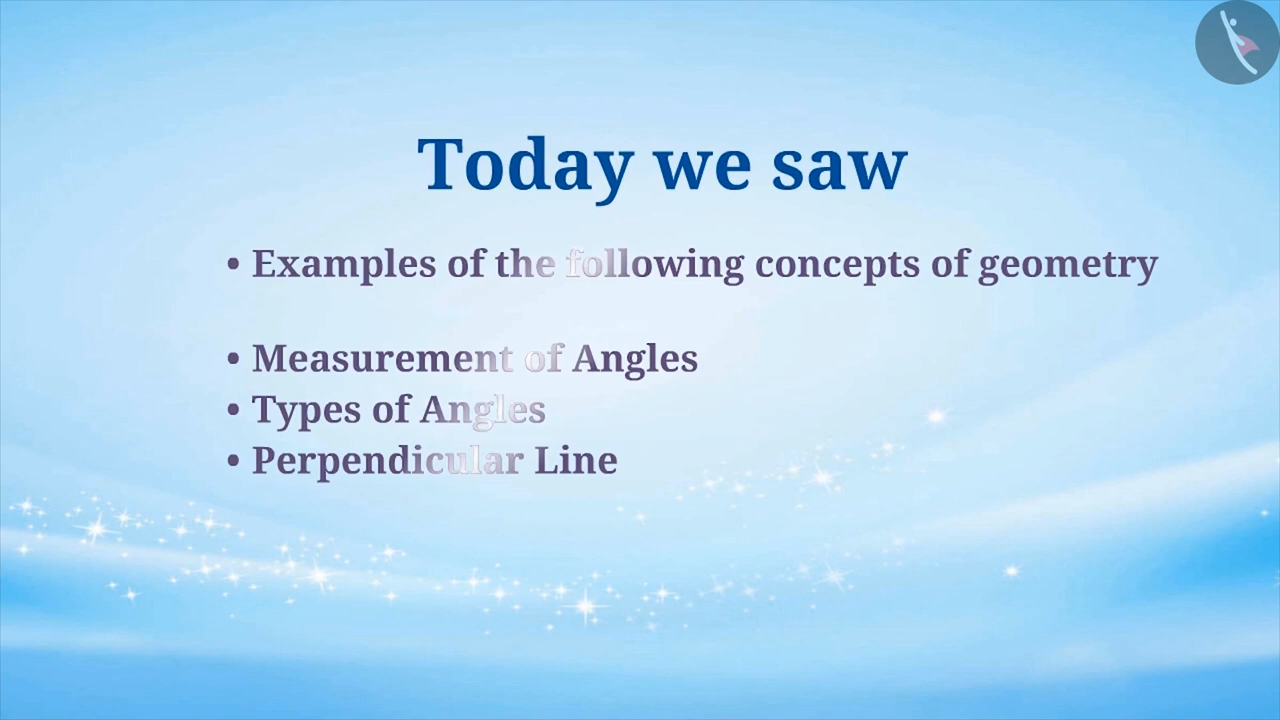 Today we saw
• Examples of the following concepts of geometry
• Measurement of Angles
• Types of Angles
• Perpendicular Line